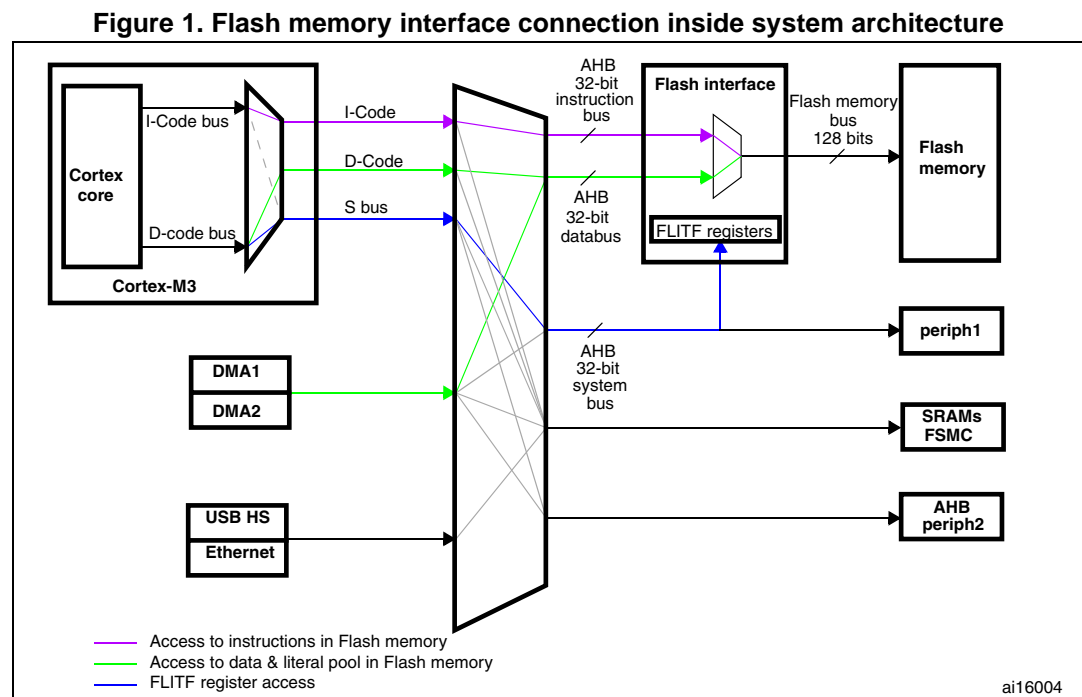 Figure 1. Flash memory interface connection inside system architecture
Cortex
core
I-Code bus
D-code bus
Cortex-M3
I-Code
D-Code
S bus
AHB
32-bit
instruction
bus
AHB
32-bit
databus
AHB
32-bit
system
bus
Flash interface
FLITF registers
Flash memory
bus
128 bits
Flash
memory
periph1
SRAMs
FSMC
AHB
periph2
DMA1
DMA2
USB HS
Ethernet
Access to instructions in Flash memory
Access to data & literal pool in Flash memory
FLITF register access
ai16004